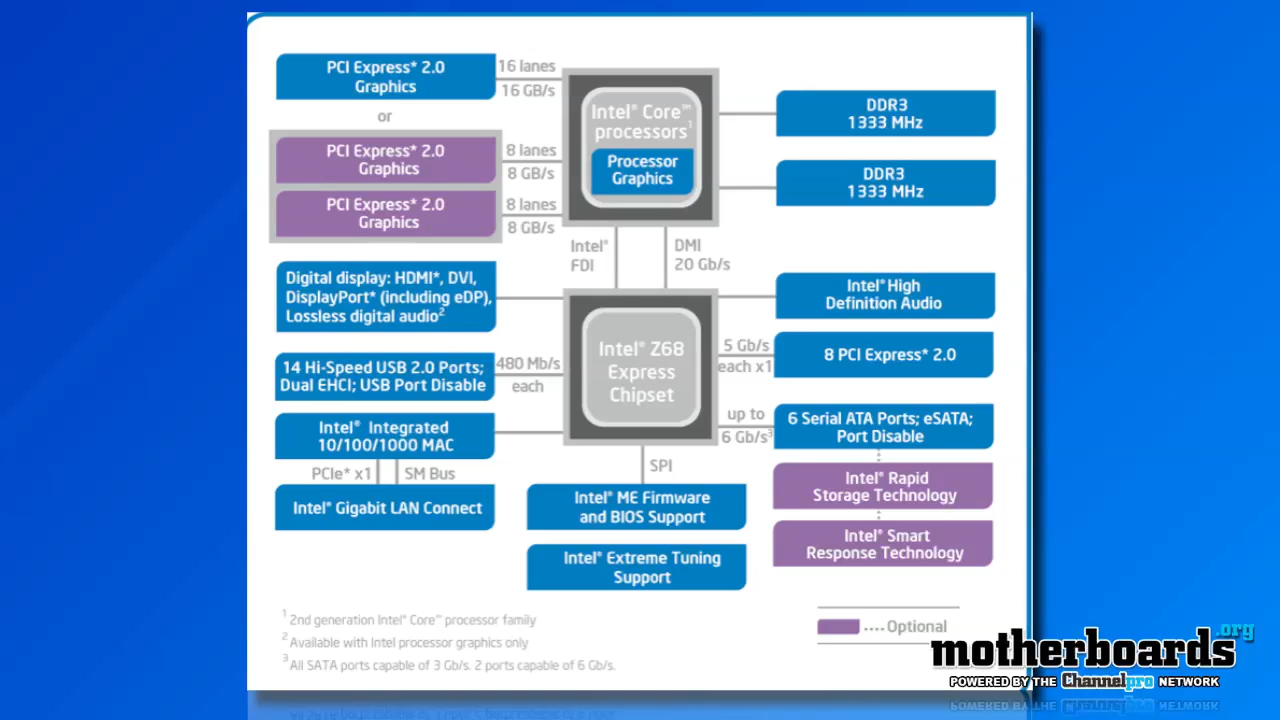 PCI Express* 2.0
Graphics
16 lanes
16 GB/s
or
PCI Express* 2.0
Graphics
8 lanes
8 GB/s
PCI Express* 2.0
Graphics
8 lanes
8 GB/s
Intel® Core™
processors¹
Processor
Graphics
DDR3
1333 MHz
DDR3
1333 MHz
Intel®
FDI
DMI
20 Gb/s
Digital display: HDMI*, DVI,
DisplayPort* (including eDP),
Lossless digital audio²
Intel® High
Definition Audio
Intel® Z68
Express
Chipset
5 Gb/s
each x1
8 PCI Express* 2.0
14 Hi-Speed USB 2.0 Ports;
Dual EHCI; USB Port Disable
480 Mb/s
each
up to
6 Gb/s³
6 Serial ATA Ports; eSATA;
Port Disable
Intel® Integrated
10/100/1000 MAC
PCIe* x1
SM Bus
Intel® Gigabit LAN Connect
SPI
Intel® ME Firmware
and BIOS Support
Intel® Extreme Tuning
Support
Intel® Rapid
Storage Technology
Intel® Smart
Response Technology
¹ 2nd generation Intel® Core™ processor family
² Available with Intel processor graphics only
³ All SATA ports capable of 3 Gb/s. 2 ports capable of 6 Gb/s.
Optional
motherboards.org
POWERED BY THE Channelpro NETWORK